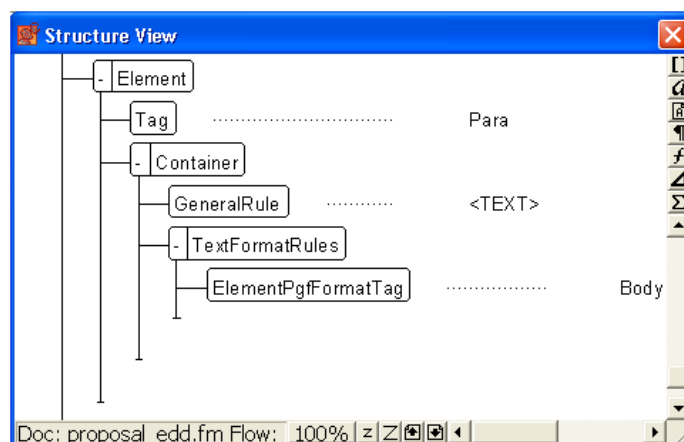 Structure View
- Element
Tag Para
- Container
GeneralRule <TEXT>
- TextFormatRules
ElementPgfFormatTag Body
Doc: proposal_edd.fm Flow: 100% z Z